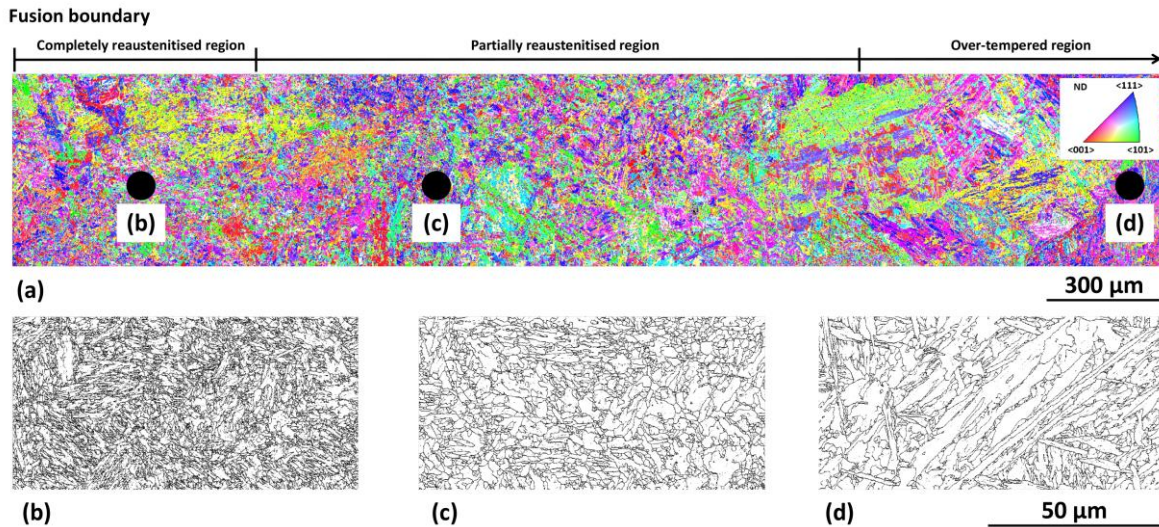 Fusion boundary
Completely reaustenitised region
Partially reaustenitised region
Over-tempered region
ND
<111>
<001>
<101>
(b)
(c)
(d)
(a)
300 µm
(b)
(c)
(d)
50 µm